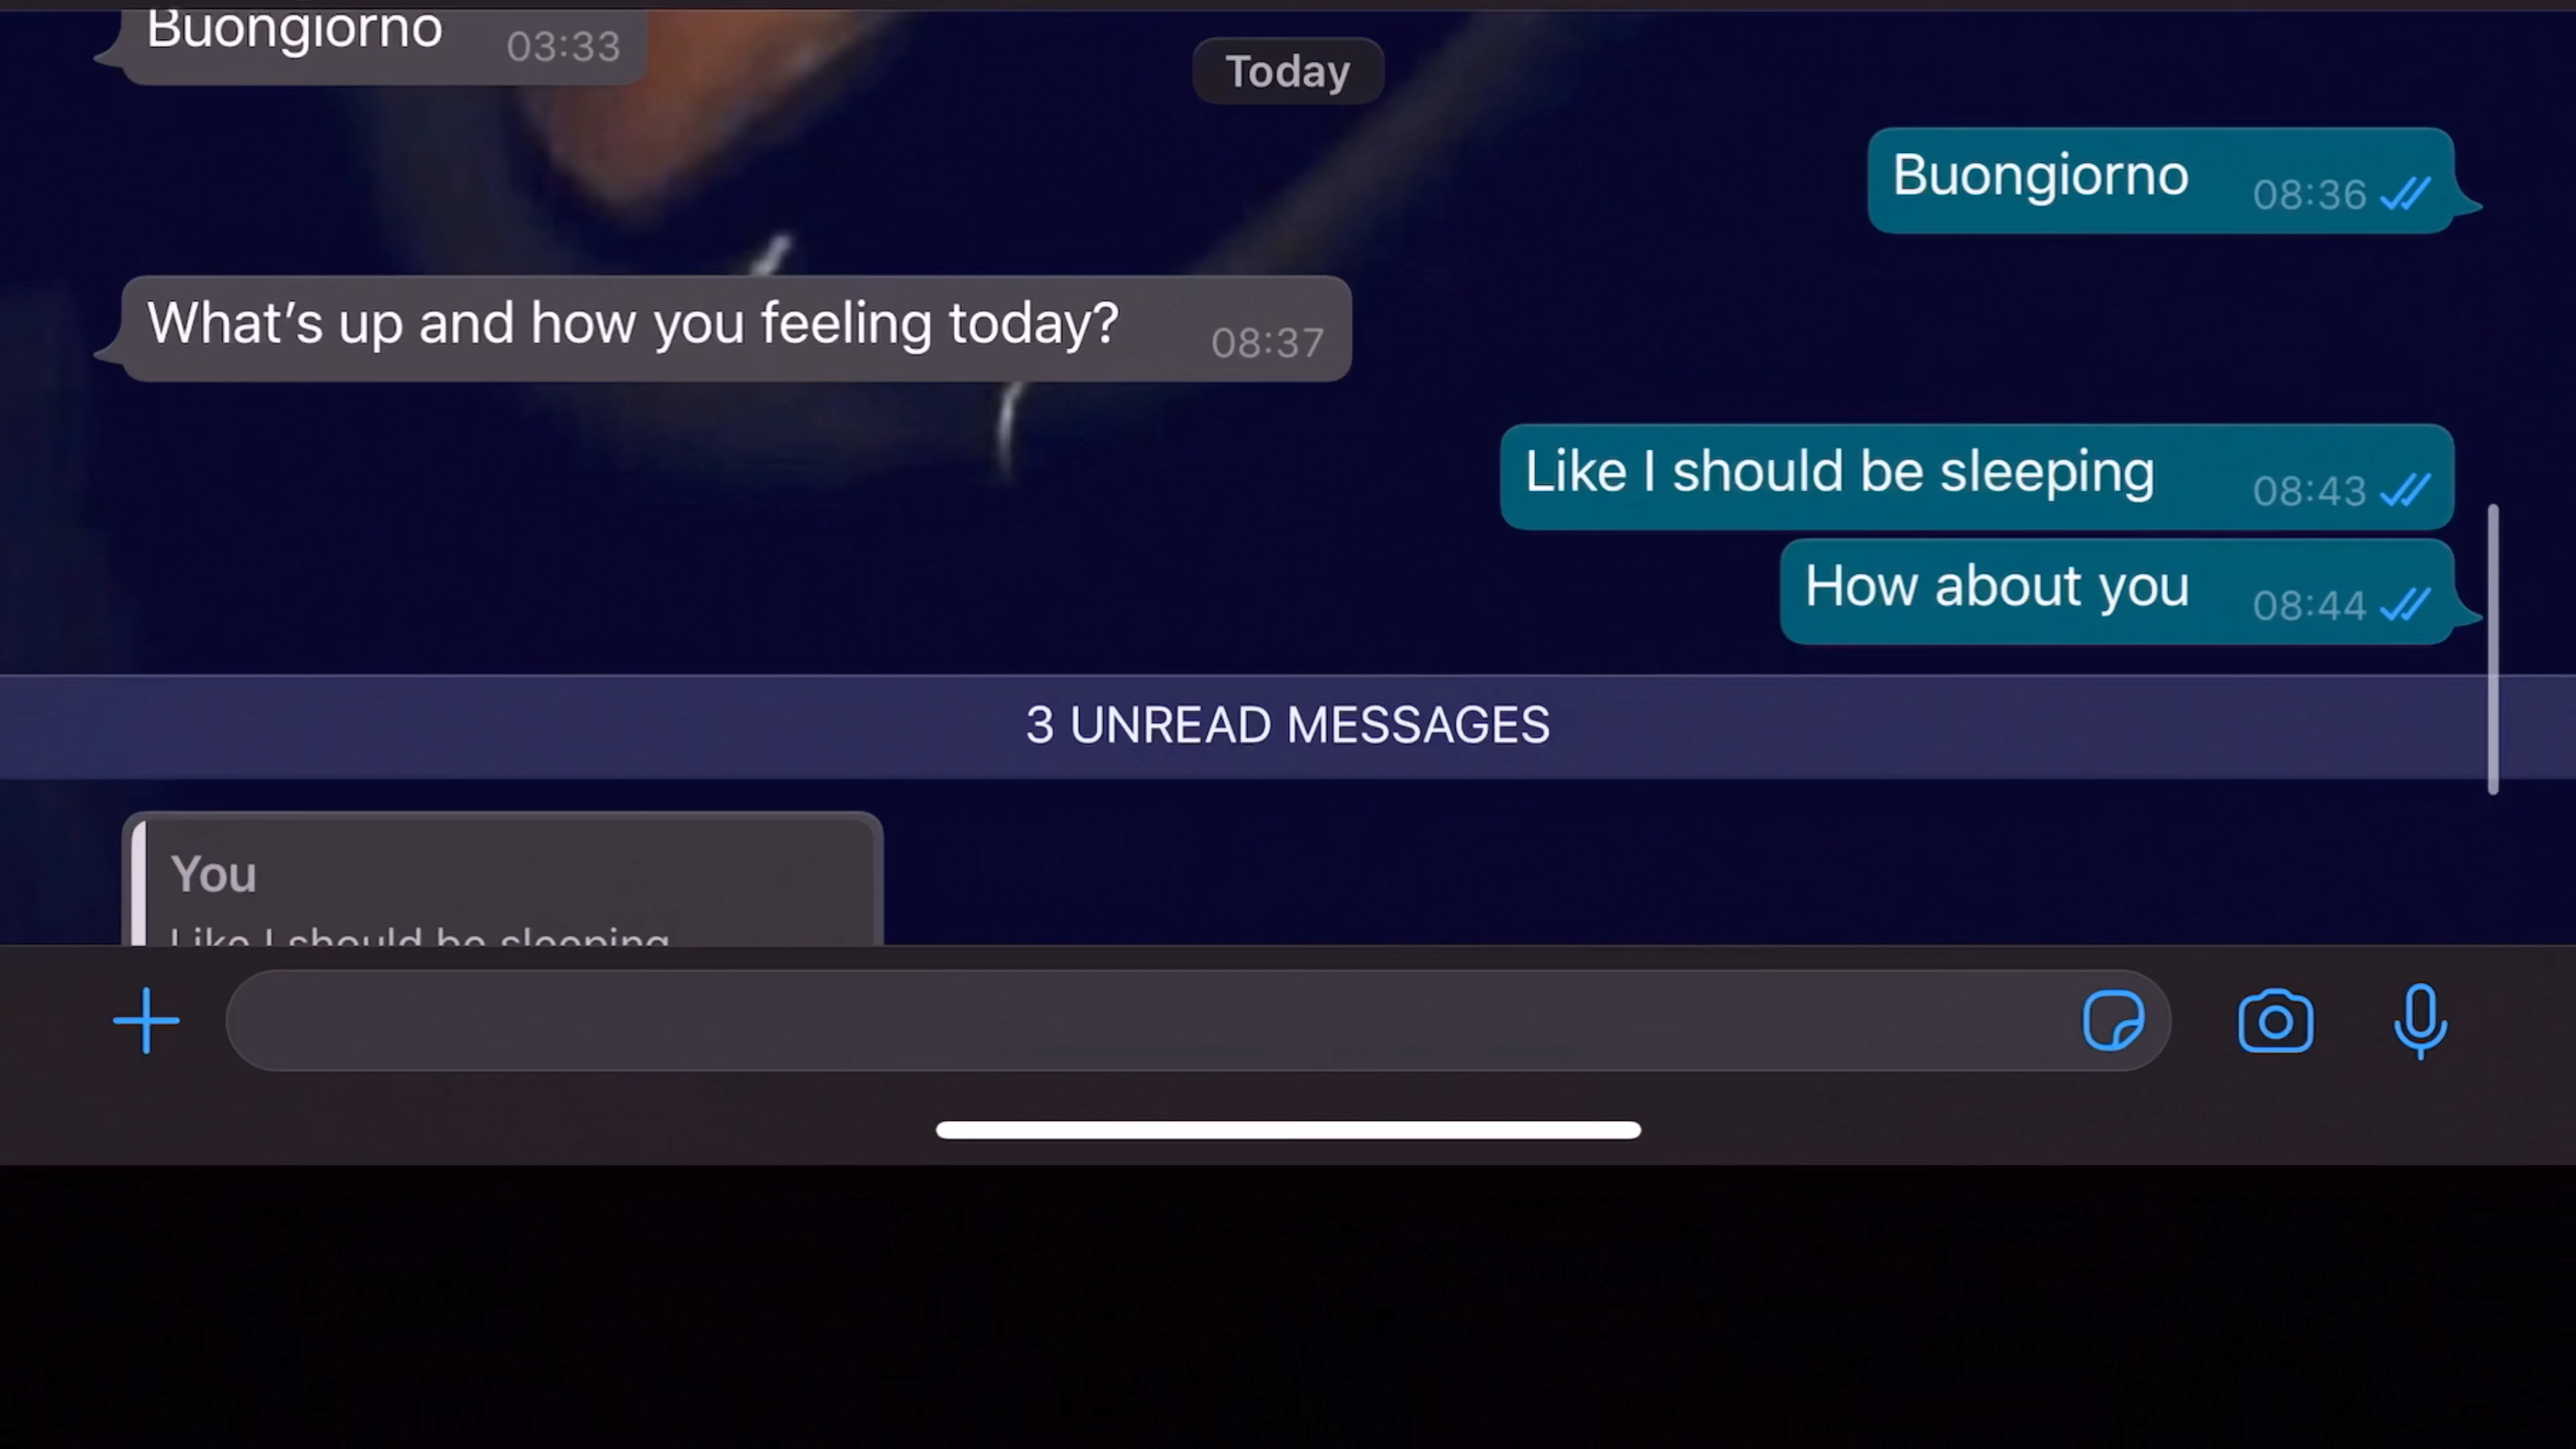 Buongiorno 03:33
Today
Buongiorno 08:36
What’s up and how you feeling today? 08:37
Like I should be sleeping 08:43
How about you 08:44
3 UNREAD MESSAGES
You
Like I should be sleeping